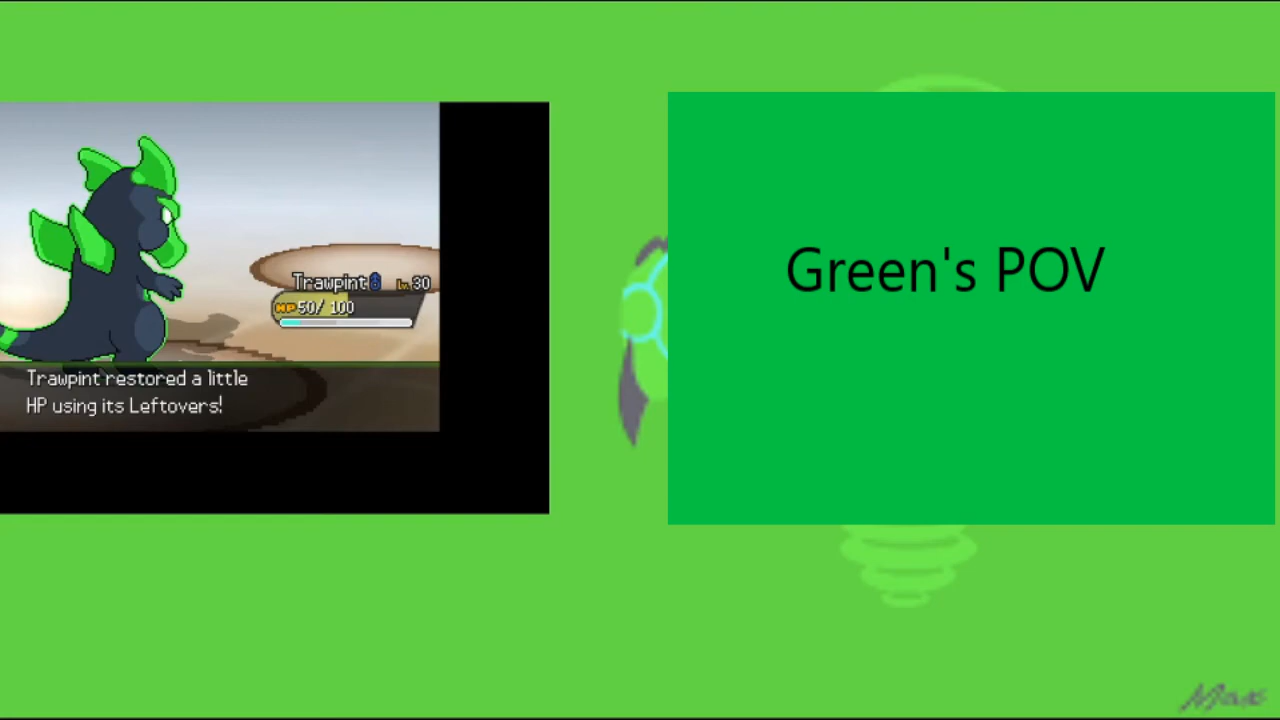 Trawpint Lv.30
HP 50/ 100
Trawpint restored a little
HP using its Leftovers!
Green's POV